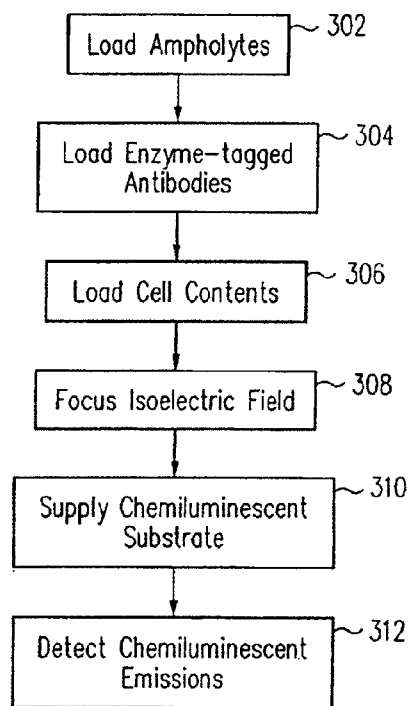 Load Ampholytes
302
Load Enzyme-tagged
Antibodies
304
Load Cell Contents
306
Focus Isoelectric Field
308
Supply Chemiluminescent
Substrate
310
Detect Chemiluminescent
Emissions
312